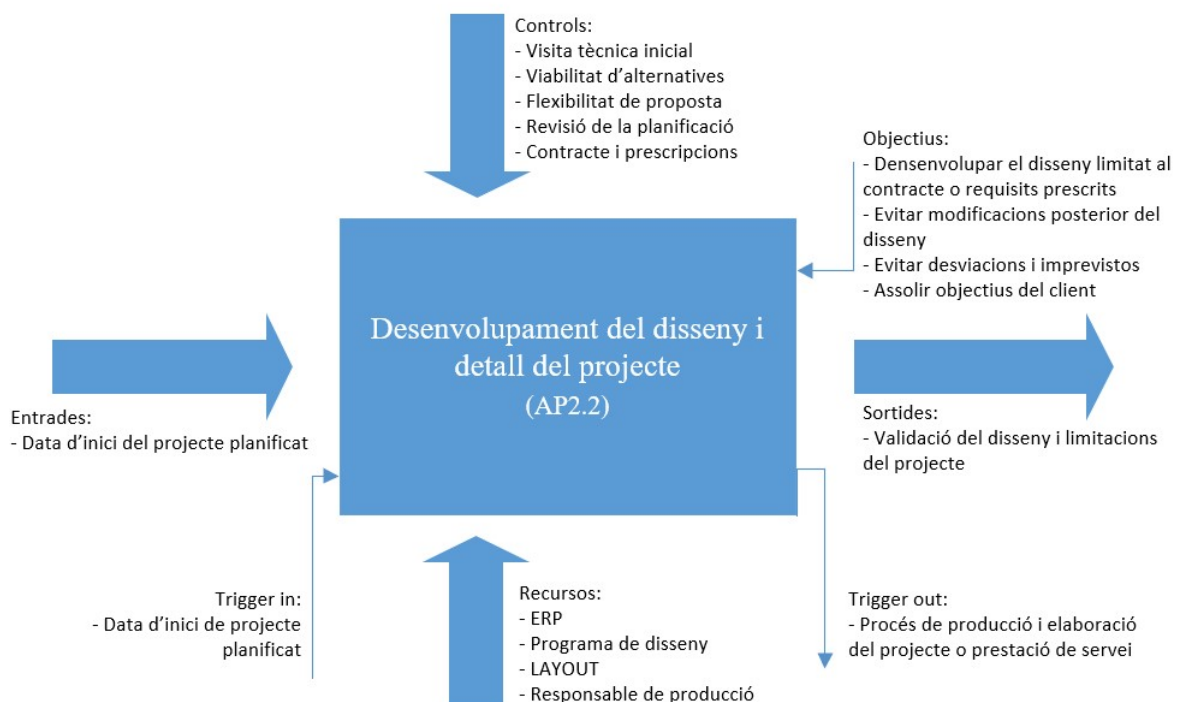 Controls:
- Visita tècnica inicial
- Viabilitat d’alternatives
- Flexibilitat de proposta
- Revisió de la planificació
- Contracte i prescripcions
Objectius:
- Densenvolupar el disseny limitat al
contracte o requisits prescrits
- Evitar modificacions posterior del
disseny
- Evitar desviacions i imprevistos
- Assolir objectius del client
Desenvolupament del disseny i
detall del projecte
(AP2.2)
Entrades:
- Data d’inici del projecte planificat
Sortides:
- Validació del disseny i limitacions
del projecte
Trigger in:
- Data d’inici de projecte
planificat
Recursos:
- ERP
- Programa de disseny
- LAYOUT
- Responsable de producció
Trigger out:
- Procés de producció i elaboració
del projecte o prestació de servei